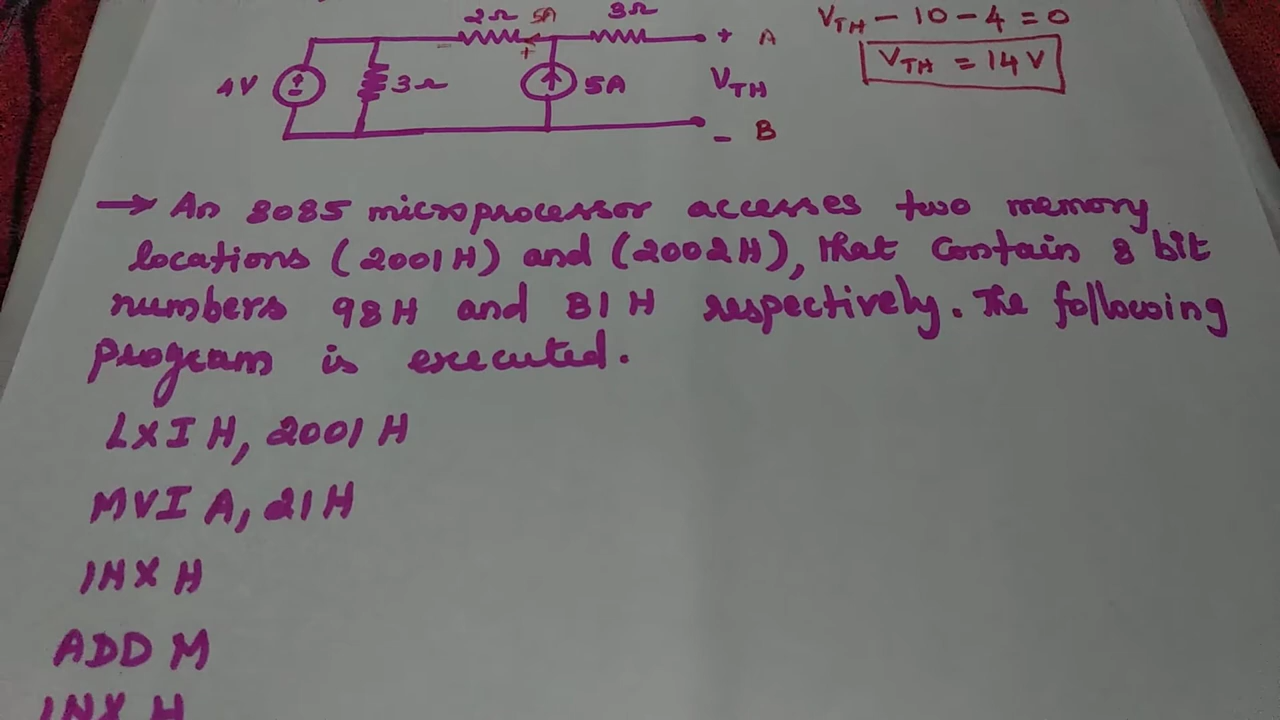 2Ω 5A 3Ω
V_TH - 10 - 4 = 0
V_TH = 14V
- + + A
4V 3Ω 5A V_TH
- B
→ An 8085 microprocessor accesses two memory
locations (2001H) and (2002H), that contain 8 bit
numbers 98H and B1H respectively. The following
program is executed.
LXI H, 2001H
MVI A, 21H
INX H
ADD M
INX H